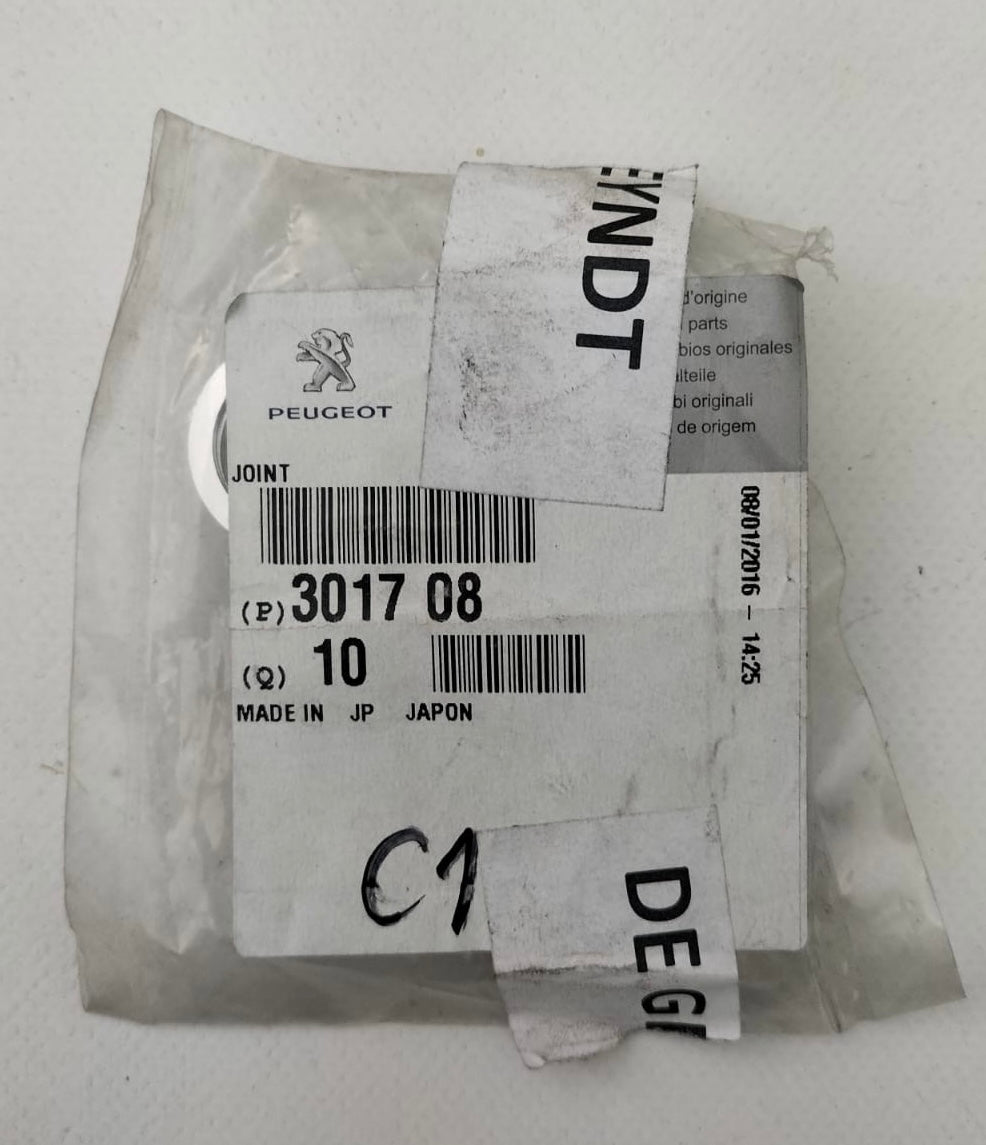 EYNDT
d'origine
parts
bios originales
alteile
bi originali
de origem
PEUGEOT
JOINT
08/01/2016 - 14:25
(P) 3017 08
(Q) 10
MADE IN JP JAPON
C1
DE G